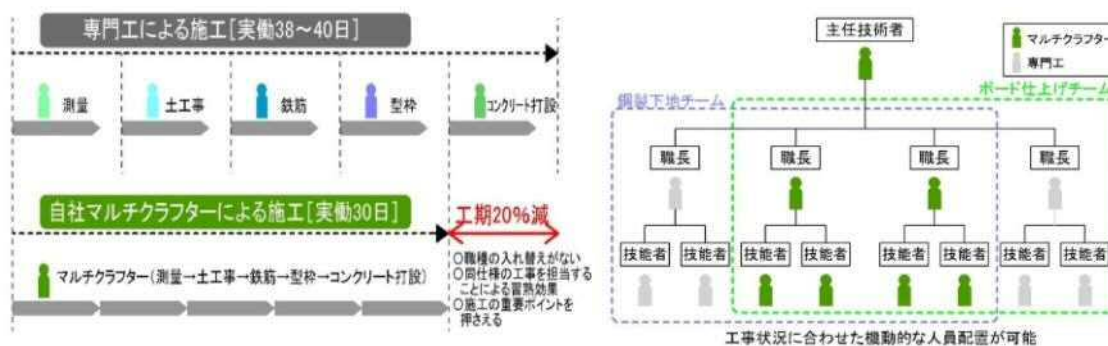 専門工による施工[実働38～40日]
測量
土工事
鉄筋
型枠
コンクリート打設
自社マルチクラフターによる施工[実働30日]
工期20%減
マルチクラフター(測量→土工事→鉄筋→型枠→コンクリート打設)
○職種の入れ替えがない
○同仕様の工事を担当する
ことによる習熟効果
○施工の重要ポイントを
押さえる
主任技術者
マルチクラフター
専門工
鋼製下地チーム
ボード仕上げチーム
職長 職長 職長 職長
技能者 技能者 技能者 技能者 技能者 技能者 技能者 技能者
工事状況に合わせた機動的な人員配置が可能